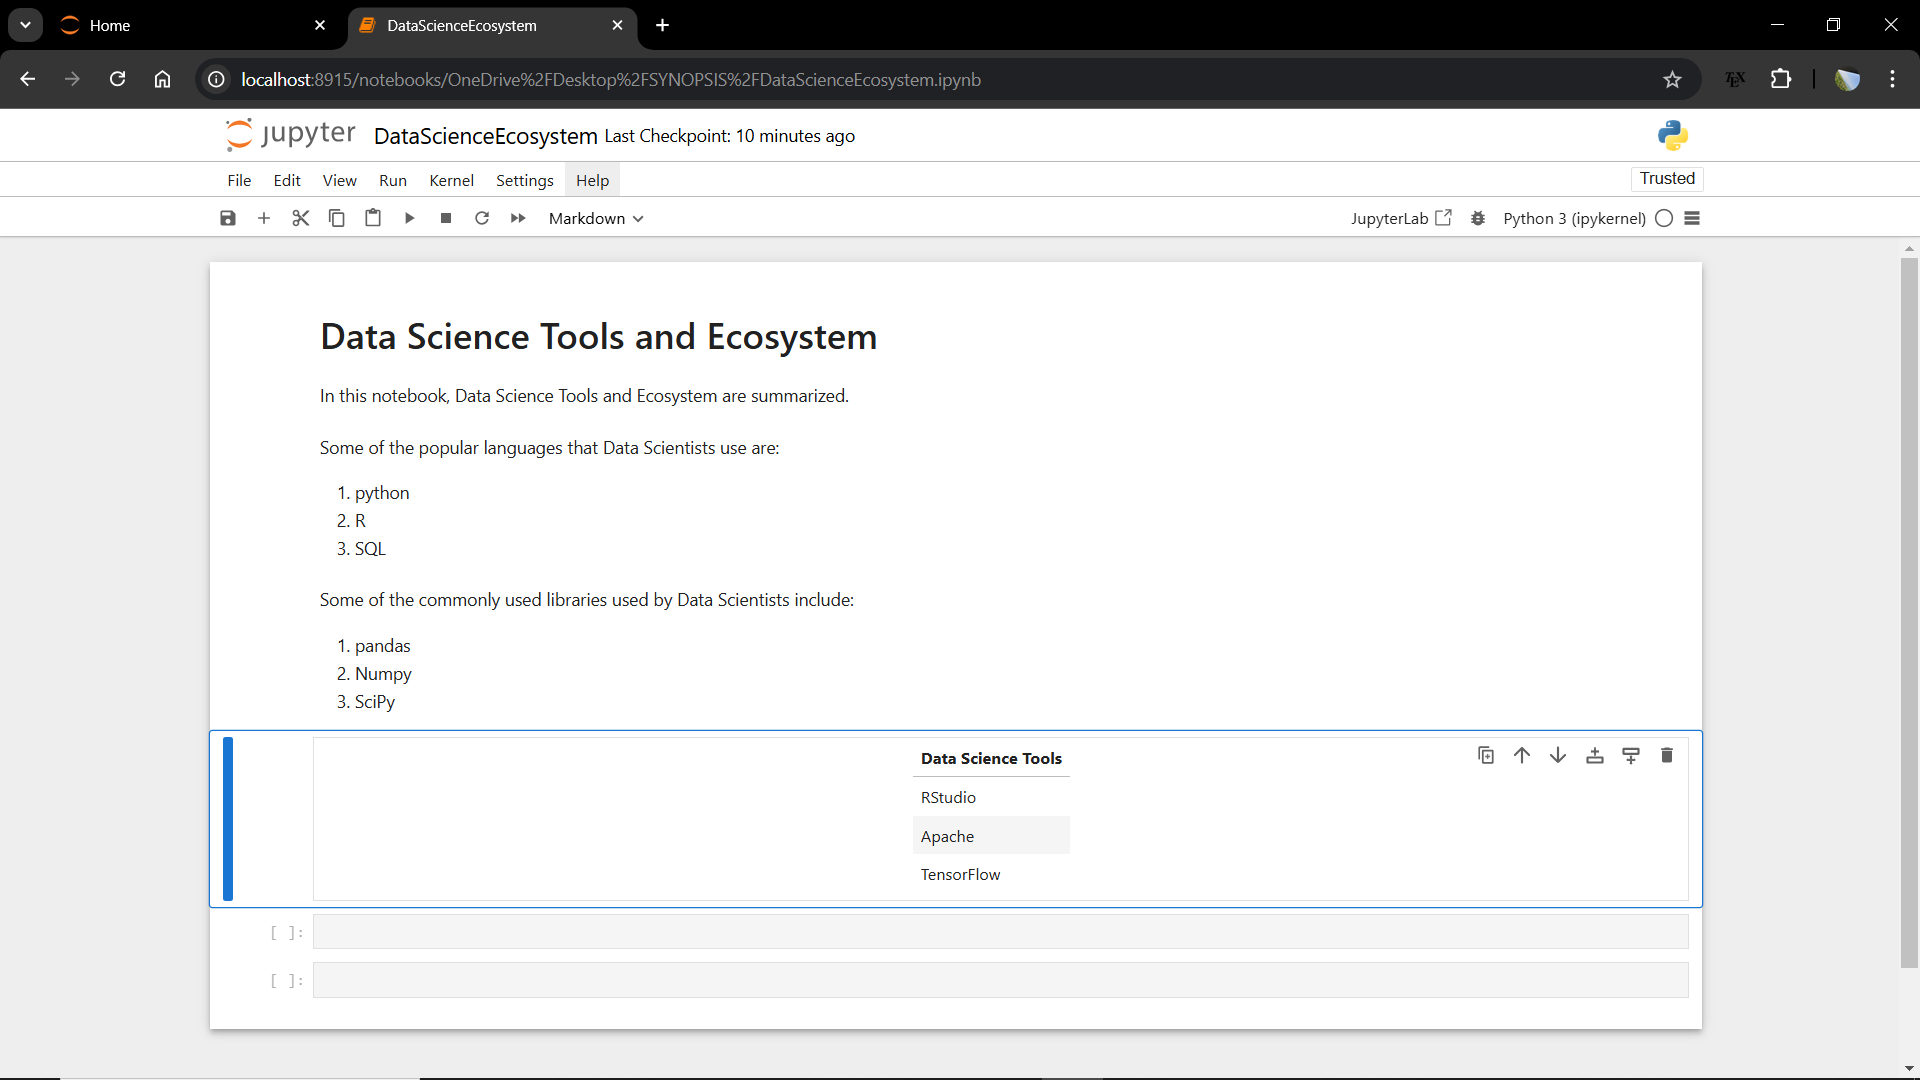 Home
DataScienceEcosystem
localhost:8915/notebooks/OneDrive%2FDesktop%2FSYNOPSIS%2FDataScienceEcosystem.ipynb
TEX
jupyter DataScienceEcosystem Last Checkpoint: 10 minutes ago
File Edit View Run Kernel Settings Help
Trusted
Markdown
JupyterLab
Python 3 (ipykernel)
Data Science Tools and Ecosystem
In this notebook, Data Science Tools and Ecosystem are summarized.
Some of the popular languages that Data Scientists use are:
1. python
2. R
3. SQL
Some of the commonly used libraries used by Data Scientists include:
1. pandas
2. Numpy
3. SciPy
Data Science Tools
RStudio
Apache
TensorFlow
[ ]:
[ ]: